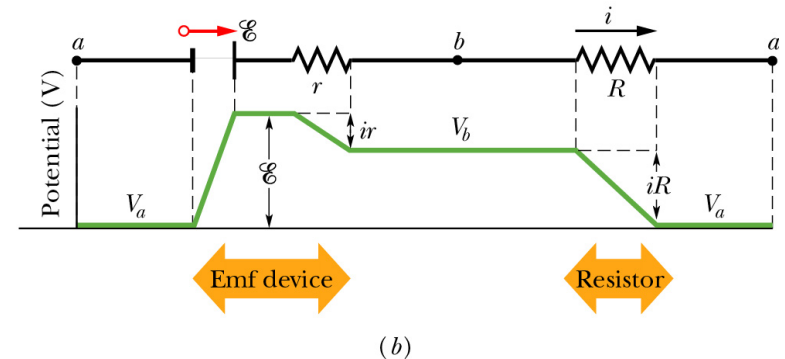 ℰ
i
a
b
a
r
R
Potential (V)
ir
V_b
ℰ
iR
V_a
V_a
Emf device
Resistor
(b)